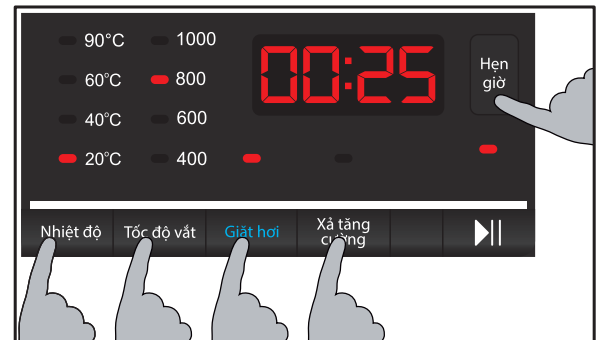 90°C 1000
60°C 800
40°C 600
20°C 400
00:25
Hẹn
giờ
Nhiệt độ
Tốc độ vắt
Giặt hơi
Xả tăng
cường